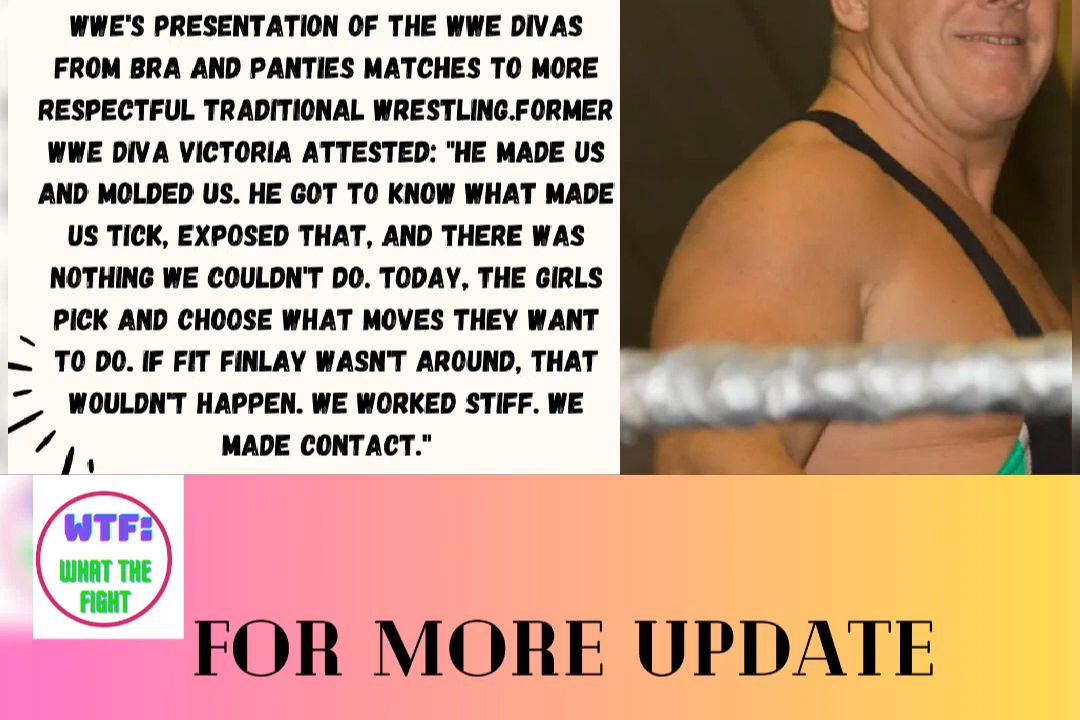 WWE'S PRESENTATION OF THE WWE DIVAS
FROM BRA AND PANTIES MATCHES TO MORE
RESPECTFUL TRADITIONAL WRESTLING.FORMER
WWE DIVA VICTORIA ATTESTED: "HE MADE US
AND MOLDED US. HE GOT TO KNOW WHAT MADE
US TICK, EXPOSED THAT, AND THERE WAS
NOTHING WE COULDN'T DO. TODAY, THE GIRLS
PICK AND CHOOSE WHAT MOVES THEY WANT
TO DO. IF FIT FINLAY WASN'T AROUND, THAT
WOULDN'T HAPPEN. WE WORKED STIFF. WE
MADE CONTACT."
WTF:
WHAT THE
FIGHT
FOR MORE UPDATE